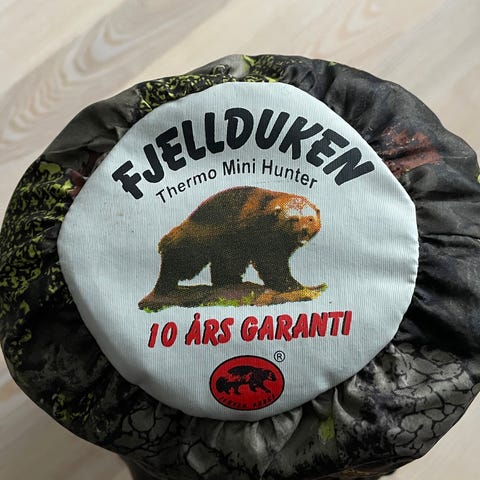 FJELLDUKEN
Thermo Mini Hunter
10 ÅRS GARANTI
®